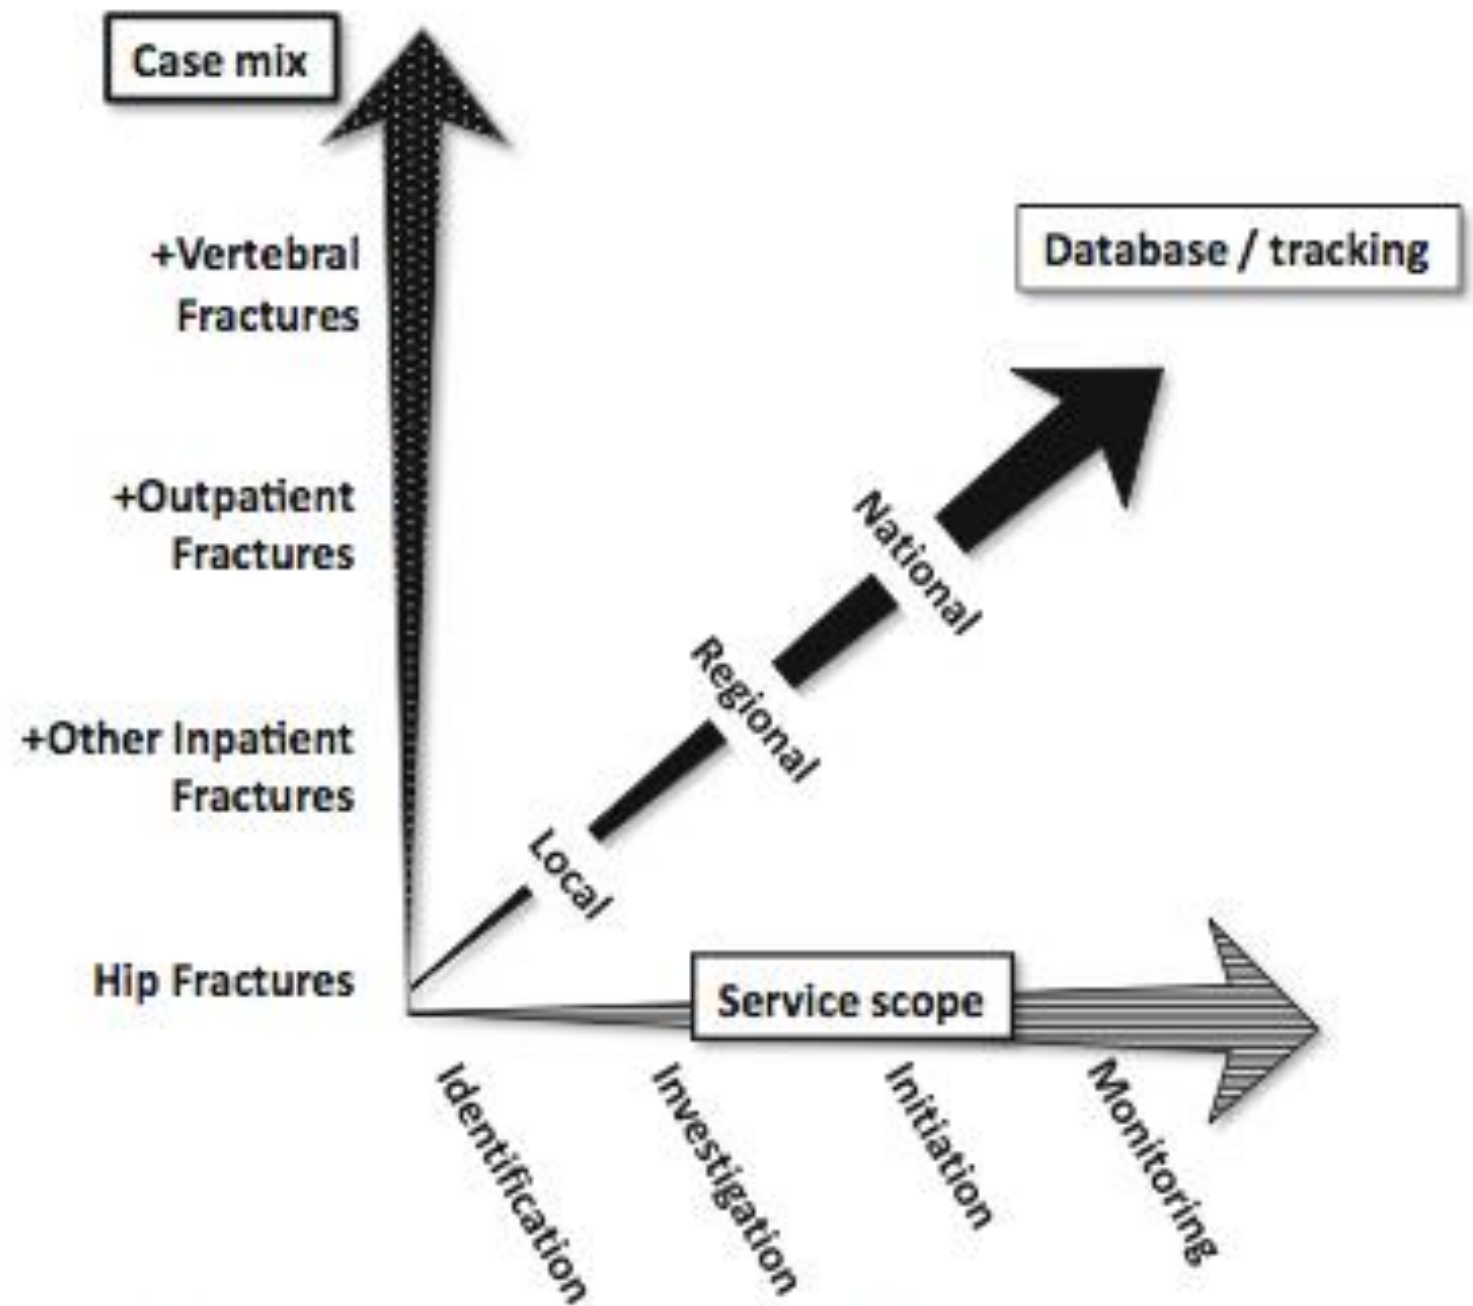 Case mix
+Vertebral
Fractures
Database / tracking
+Outpatient
Fractures
National
Regional
+Other Inpatient
Fractures
Local
Hip Fractures
Service scope
Identification
Investigation
Initiation
Monitoring